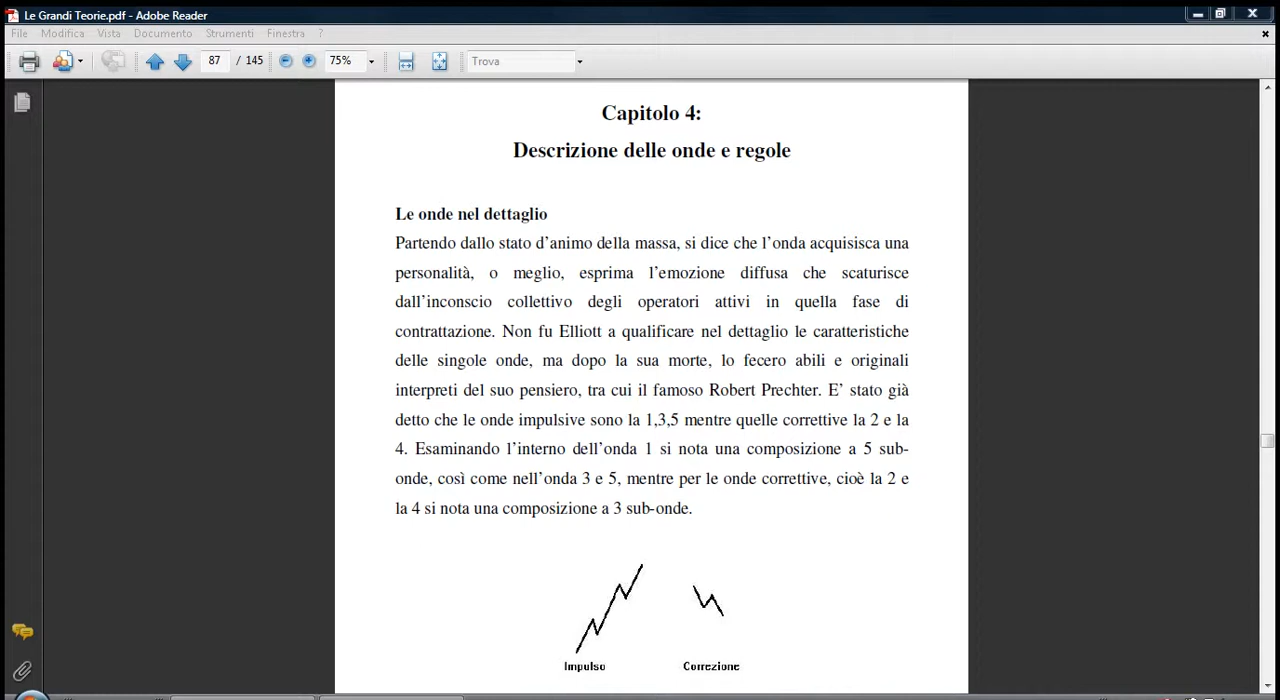 Le Grandi Teorie.pdf - Adobe Reader
File Modifica Vista Documento Strumenti Finestra ?
87 / 145 75% Trova
Capitolo 4:
Descrizione delle onde e regole
Le onde nel dettaglio
Partendo dallo stato d’animo della massa, si dice che l’onda acquisisca una
personalità, o meglio, esprima l’emozione diffusa che scaturisce
dall’inconscio collettivo degli operatori attivi in quella fase di
contrattazione. Non fu Elliott a qualificare nel dettaglio le caratteristiche
delle singole onde, ma dopo la sua morte, lo fecero abili e originali
interpreti del suo pensiero, tra cui il famoso Robert Prechter. E’ stato già
detto che le onde impulsive sono la 1,3,5 mentre quelle correttive la 2 e la
4. Esaminando l’interno dell’onda 1 si nota una composizione a 5 sub-
onde, così come nell’onda 3 e 5, mentre per le onde correttive, cioè la 2 e
la 4 si nota una composizione a 3 sub-onde.
Impulso Correzione